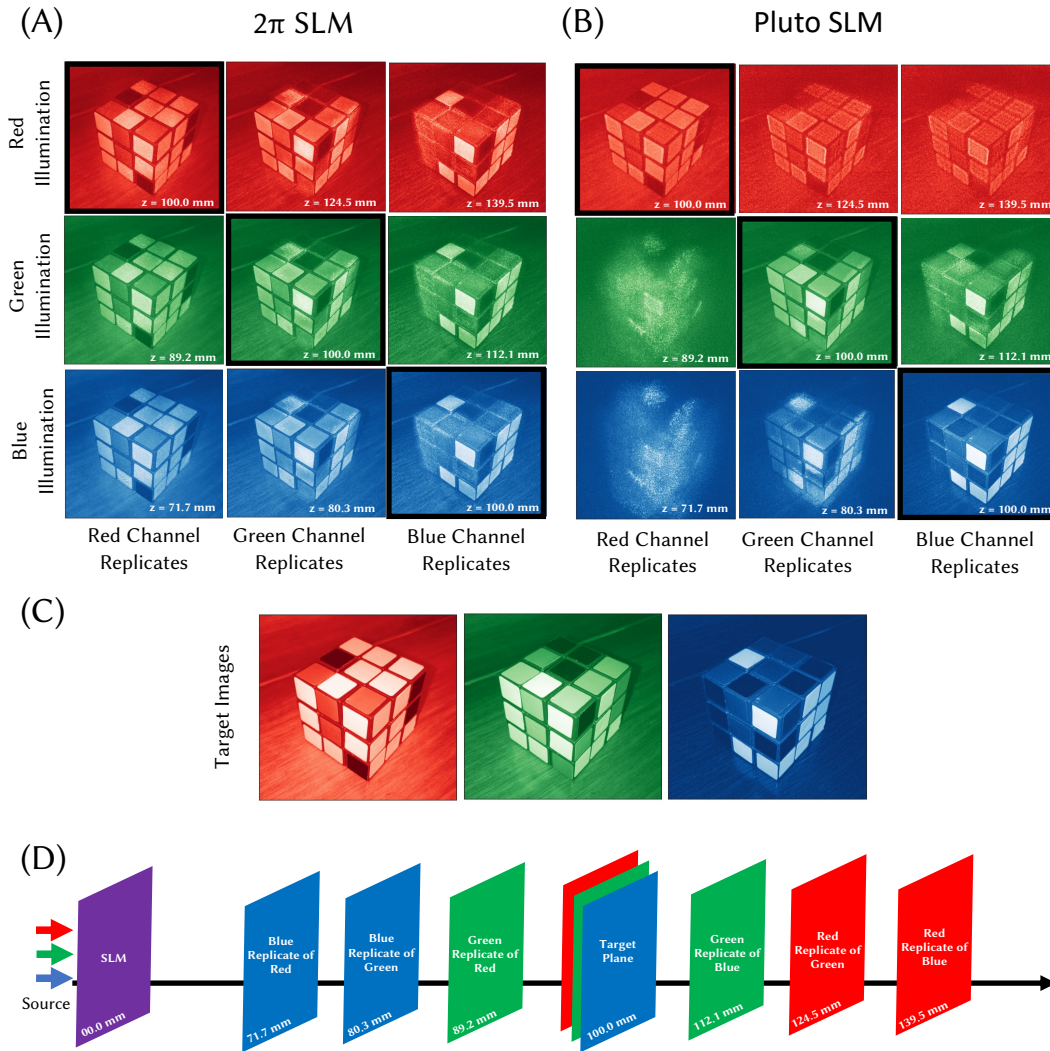 (A)
2π SLM
(B)
Pluto SLM
Red
Illumination
z = 100.0 mm
z = 124.5 mm
z = 139.5 mm
z = 100.0 mm
z = 124.5 mm
z = 139.5 mm
Green
Illumination
z = 89.2 mm
z = 100.0 mm
z = 112.1 mm
z = 89.2 mm
z = 100.0 mm
z = 112.1 mm
Blue
Illumination
z = 71.7 mm
z = 80.3 mm
z = 100.0 mm
z = 71.7 mm
z = 80.3 mm
z = 100.0 mm
Red Channel
Replicates
Green Channel
Replicates
Blue Channel
Replicates
Red Channel
Replicates
Green Channel
Replicates
Blue Channel
Replicates
(C)
Target Images
(D)
Source
SLM
00.0 mm
Blue
Replicate of
Red
71.7 mm
Blue
Replicate of
Green
80.3 mm
Green
Replicate of
Red
89.2 mm
Target
Plane
100.0 mm
Green
Replicate of
Blue
112.1 mm
Red
Replicate of
Green
124.5 mm
Red
Replicate of
Blue
139.5 mm